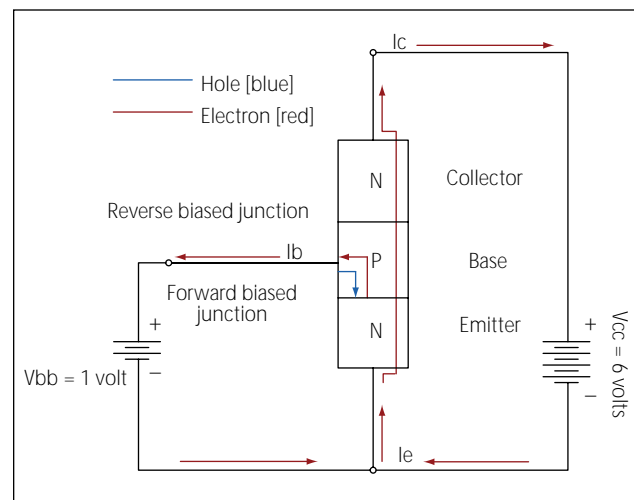 Ic
Hole [blue]
Electron [red]
N
Collector
Reverse biased junction
Ib
P
Base
Forward biased
junction
N
Emitter
+
−
Vbb = 1 volt
+
−
Vcc = 6 volts
Ie